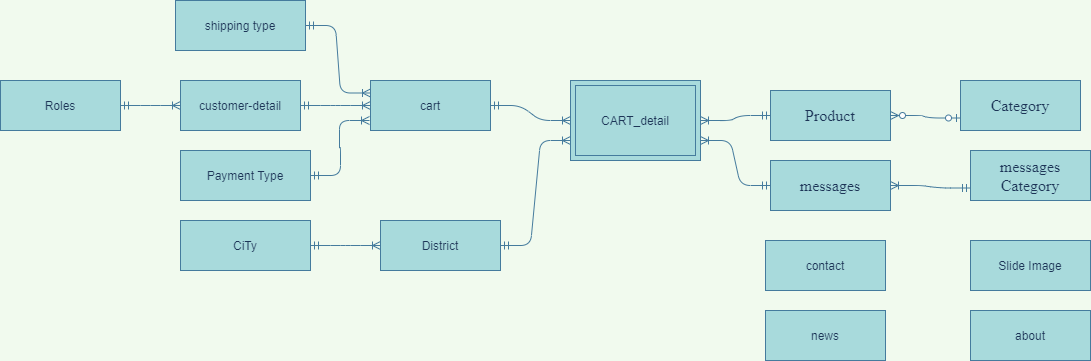 shipping type
Roles
customer-detail
cart
CART_detail
Product
Category
Payment Type
messages
messages
Category
CiTy
District
contact
Slide Image
news
about